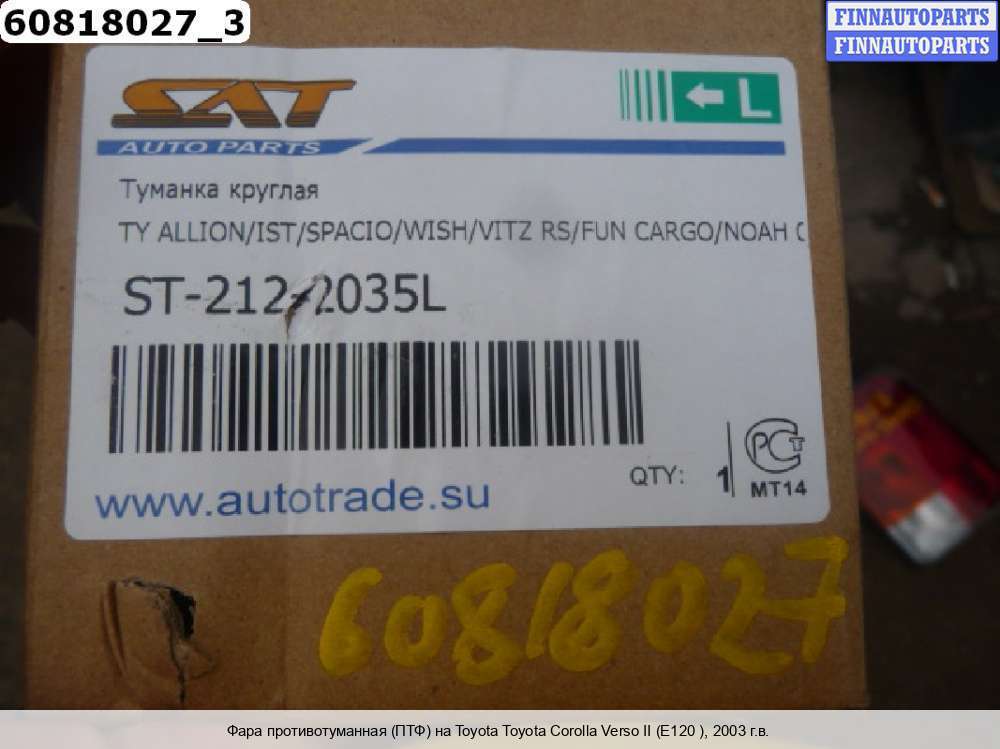 60818027_3
FINNAUTOPARTS
FINNAUTOPARTS
SAT
L
AUTO PARTS
Туманка круглая
TY ALLION/IST/SPACIO/WISH/VITZ RS/FUN CARGO/NOAH
ST-212-2035L
QTY: 1
РСТ
МТ14
www.autotrade.su
60818027
Фара противотуманная (ПТФ) на Toyota Toyota Corolla Verso II (E120 ), 2003 г.в.